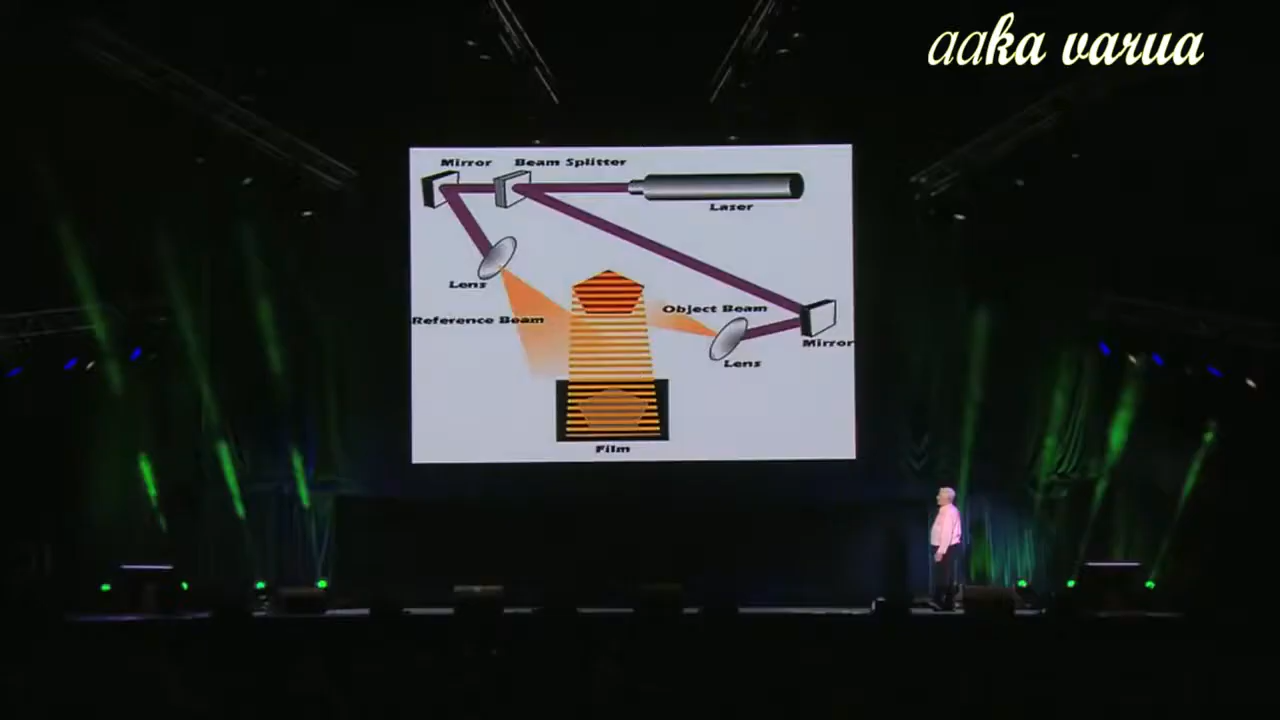 aaka varua
Mirror
Beam Splitter
Laser
Lens
Reference Beam
Object Beam
Mirror
Lens
Film